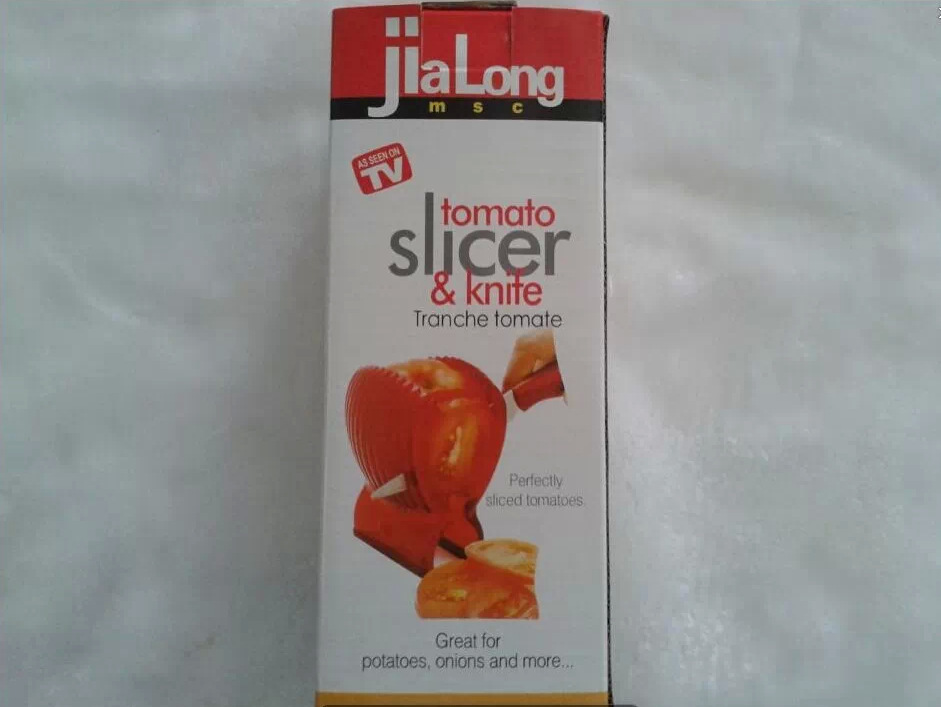 jiaLong
msc
AS SEEN ON
TV
tomato
slicer
& knife
Tranche tomate
Perfectly
sliced tomatoes.
Great for
potatoes, onions and more...